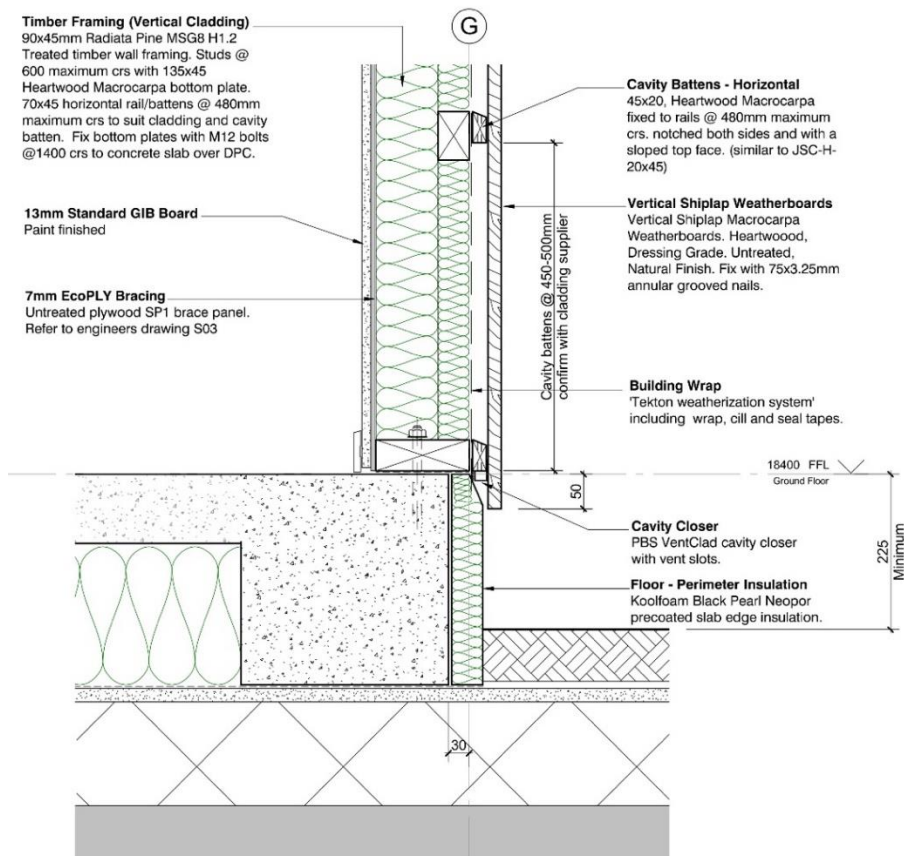 Timber Framing (Vertical Cladding)
90x45mm Radiata Pine MSG8 H1.2
Treated timber wall framing. Studs @
600 maximum crs with 135x45
Heartwood Macrocarpa bottom plate.
70x45 horizontal rail/battens @ 480mm
maximum crs to suit cladding and cavity
batten. Fix bottom plates with M12 bolts
@1400 crs to concrete slab over DPC.
13mm Standard GIB Board
Paint finished
7mm EcoPLY Bracing
Untreated plywood SP1 brace panel.
Refer to engineers drawing S03
G
Cavity Battens - Horizontal
45x20, Heartwood Macrocarpa
fixed to rails @ 480mm maximum
crs. notched both sides and with a
sloped top face. (similar to JSC-H-
20x45)
Vertical Shiplap Weatherboards
Vertical Shiplap Macrocarpa
Weatherboards. Heartwoood,
Dressing Grade. Untreated,
Natural Finish. Fix with 75x3.25mm
annular grooved nails.
Cavity battens @ 450-500mm
confirm with cladding supplier
Building Wrap
'Tekton weatherization system'
including wrap, cill and seal tapes.
18400 FFL
Ground Floor
50
Cavity Closer
PBS VentClad cavity closer
with vent slots.
225
Minimum
Floor - Perimeter Insulation
Koolfoam Black Pearl Neopor
precoated slab edge insulation.
30